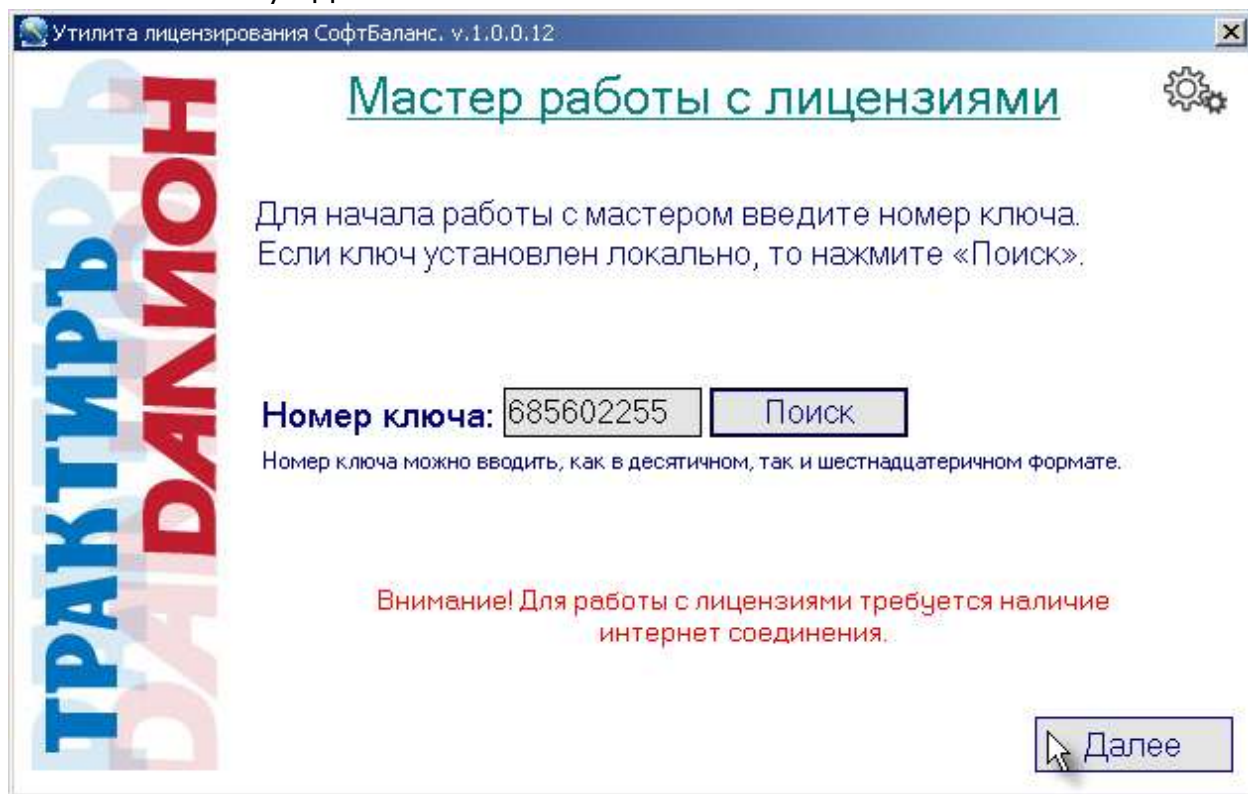 Утилита лицензирования СофтБаланс. v.1.0.0.12
Мастер работы с лицензиями
ТРАКТИРЪ
DАLИОН
Для начала работы с мастером введите номер ключа.
Если ключ установлен локально, то нажмите «Поиск».
Номер ключа: 685602255 Поиск
Номер ключа можно вводить, как в десятичном, так и шестнадцатеричном формате.
Внимание! Для работы с лицензиями требуется наличие
интернет соединения.
Далее